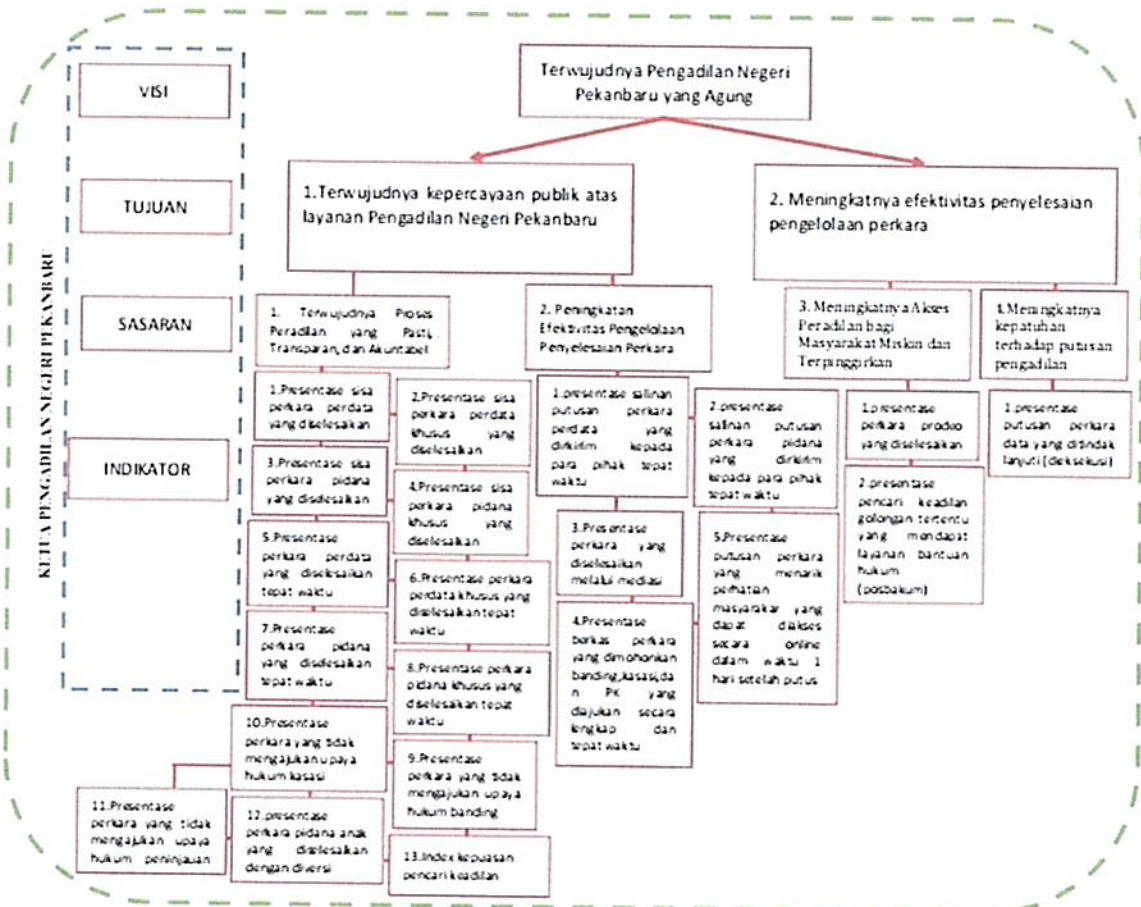 KETUA PENGADILAN NEGERI PEKANBARU
VISI
TUJUAN
SASARAN
INDIKATOR
Terwujudnya Pengadilan Negeri
Pekanbaru yang Agung
1.Terwujudnya kepercayaan publik atas
layanan Pengadilan Negeri Pekanbaru
2. Meningkatnya efektivitas penyelesaian
pengelolaan perkara
1. Terwujudnya Proses
Peradilan yang Pasti,
Transparan, dan Akuntabel
2. Peningkatan
Efektivitas Pengelolaan
Penyelesaian Perkara
3. Meningkatnya Akses
Peradilan bagi
Masyarakat Miskin dan
Terpinggirkan
4.Meningkatnya
kepatuhan
terhadap putusan
pengadilan
1.Presentase sisa
perkara perdata
yang diselesaikan
2.Presentase sisa
perkara perdata
khusus yang
diselesaikan
3.Presentase sisa
perkara pidana
yang diselesaikan
4.Presentase sisa
perkara pidana
khusus yang
diselesaikan
5.Presentase
perkara perdata
yang diselesaikan
tepat waktu
6.Presentase perkara
perdata khusus yang
diselesaikan tepat
waktu
7.Presentase
perkara pidana
yang diselesaikan
tepat waktu
8.Presentase perkara
pidana khusus yang
diselesaikan tepat
waktu
10.Presentase
perkara yang tidak
mengajukan upaya
hukum kasasi
9.Presentase
perkara yang tidak
mengajukan upaya
hukum banding
11.Presentase
perkara yang tidak
mengajukan upaya
hukum peninjauan
12.presentase
perkara pidana anak
yang diselesaikan
dengan diversi
13.Index kepuasan
pencari keadilan
1.presentase salinan
putusan perkara
perdata yang
dirkirim kepada
para pihak tepat
waktu
2.presentase
salinan putusan
perkara pidana
yang dirkirim
kepada para pihak
tepat waktu
3.Presentase
perkara yang
diselesaikan
melalui mediasi
4.Presentase
berkas perkara
yang dimohonkan
banding,kasasi,da
n PK yang
diajukan secara
lengkap dan
tepat waktu
5.Presentase
putusan perkara
yang menarik
perhatian
masyarakar yang
dapat diakses
secara online
dalam waktu 1
hari setelah putus
1.presentase
perkara prodeo
yang diselesaikan
2.presentase
pencari keadilan
golongan tertentu
yang mendapat
layanan bantuan
hukum
(posbakum)
1.presentase
putusan perkara
data yang ditindak
lanjuti (dieksekusi)